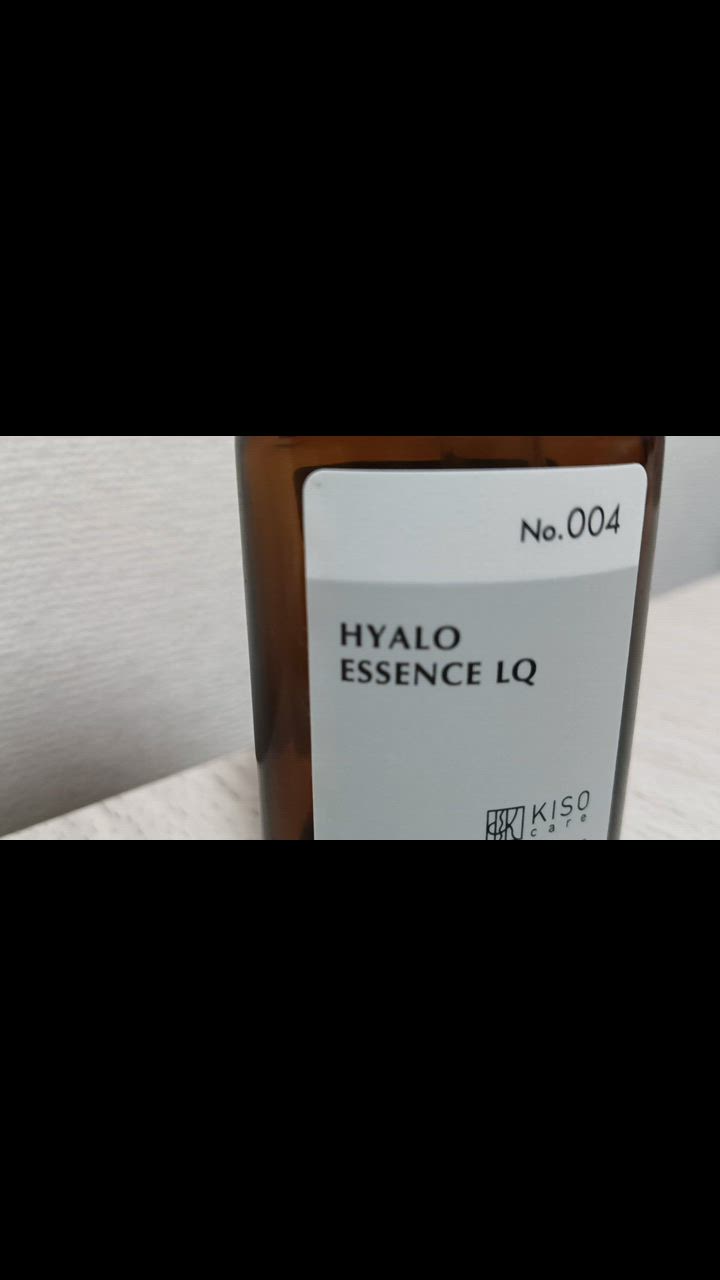 No.004
HYALO
ESSENCE LQ
KISO
care